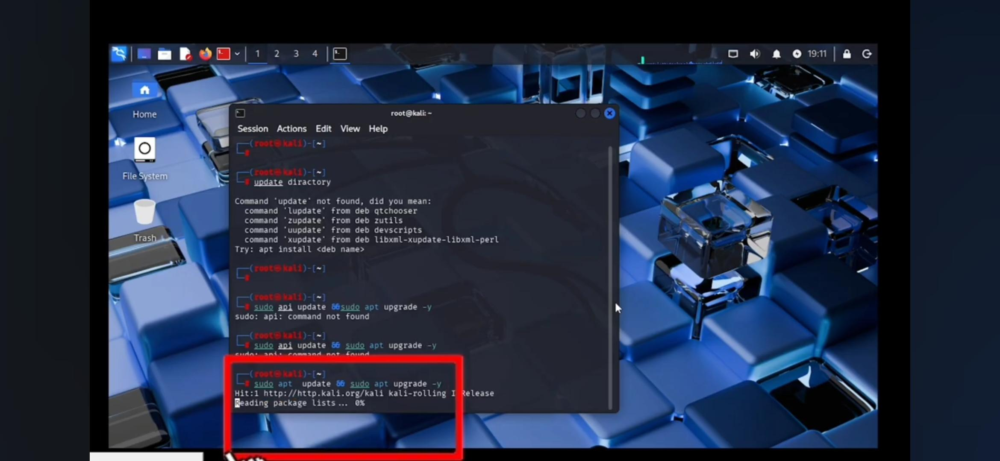 1 2 3 4 19:11
Home
File System
Trash
root@kali: ~
Session Actions Edit View Help
┌──(root㉿kali)-[~]
└─#
┌──(root㉿kali)-[~]
└─# update diractory
Command 'update' not found, did you mean:
command 'lupdate' from deb qtchooser
command 'zupdate' from deb zutils
command 'uupdate' from deb devscripts
command 'xupdate' from deb libxml-xupdate-libxml-perl
Try: apt install <deb name>
┌──(root㉿kali)-[~]
└─#
┌──(root㉿kali)-[~]
└─# sudo api update &&sudo apt upgrade -y
sudo: api: command not found
┌──(root㉿kali)-[~]
└─# sudo api update && sudo apt upgrade -y
sudo: api: command not found
┌──(root㉿kali)-[~]
└─# sudo apt  update && sudo apt upgrade -y
Hit:1 http://http.kali.org/kali kali-rolling Release
Reading package lists... 0%